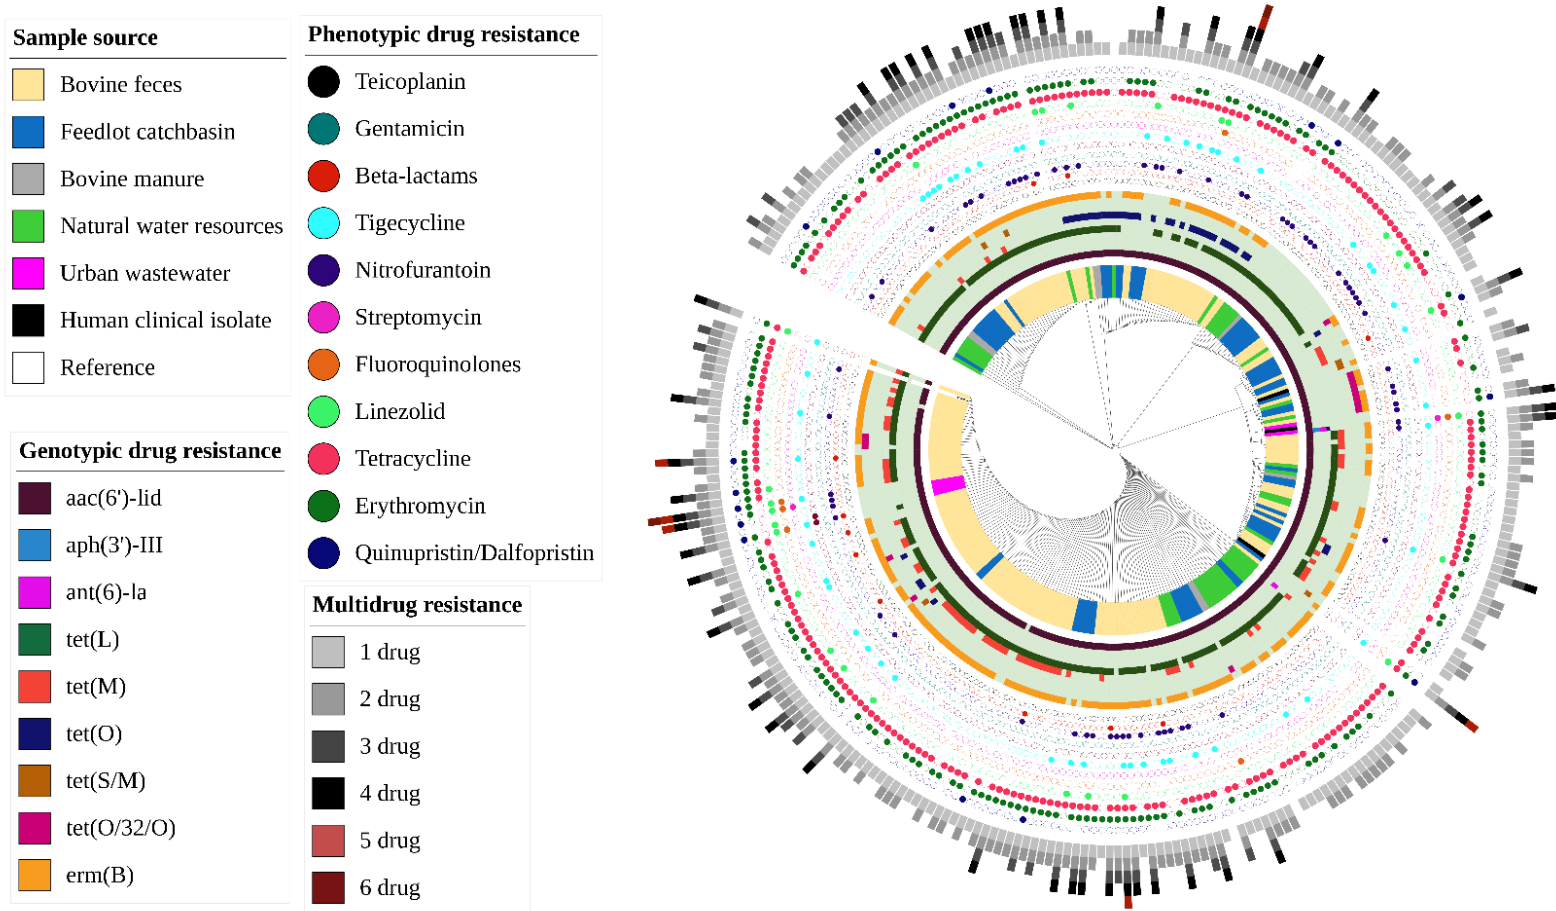 Sample source
Bovine feces
Feedlot catchbasin
Bovine manure
Natural water resources
Urban wastewater
Human clinical isolate
Reference
Genotypic drug resistance
aac(6')-lid
aph(3')-III
ant(6)-la
tet(L)
tet(M)
tet(O)
tet(S/M)
tet(O/32/O)
erm(B)
Phenotypic drug resistance
Teicoplanin
Gentamicin
Beta-lactams
Tigecycline
Nitrofurantoin
Streptomycin
Fluoroquinolones
Linezolid
Tetracycline
Erythromycin
Quinupristin/Dalfopristin
Multidrug resistance
1 drug
2 drug
3 drug
4 drug
5 drug
6 drug